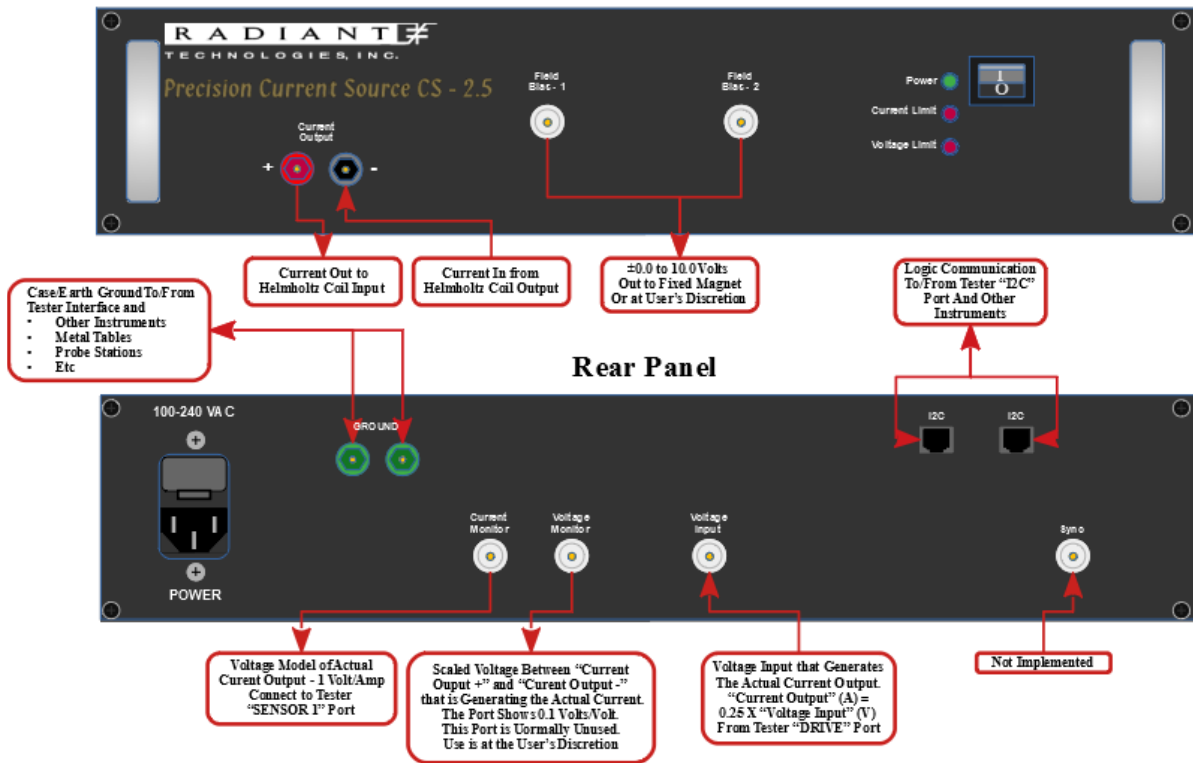 RADIANT
TECHNOLOGIES, INC.
Precision Current Source CS - 2.5
Field
Bias - 1
Field
Bias - 2
Power
Current Limit
Voltage Limit
I
O
Current
Output
+
-
Current Out to
Helmholtz Coil Input
Current In from
Helmholtz Coil Output
±0.0 to 10.0 Volts
Out to Fixed Magnet
Or at User's Discretion
Logic Communication
To/From Tester “I2C”
Port And Other
Instruments
Case/Earth Ground To/From
Tester Interface and
• Other Instruments
• Metal Tables
• Probe Stations
• Etc
Rear Panel
100-240 VAC
GROUND
I2C
I2C
POWER
Current
Monitor
Voltage
Monitor
Voltage
Input
Sync
Voltage Model of Actual
Curent Output - 1 Volt/Amp
Connect to Tester
“SENSOR 1” Port
Scaled Voltage Between “Current
Ouput +” and “Curent Output -”
that is Generating the Actual Current.
The Port Shows 0.1 Volts/Volt.
This Port is Uormally Unused.
Use is at the User's Discretion
Voltage Input that Generates
The Actual Current Output.
“Current Output” (A) =
0.25 X “Voltage Input” (V)
From Tester “DRIVE” Port
Not Implemented